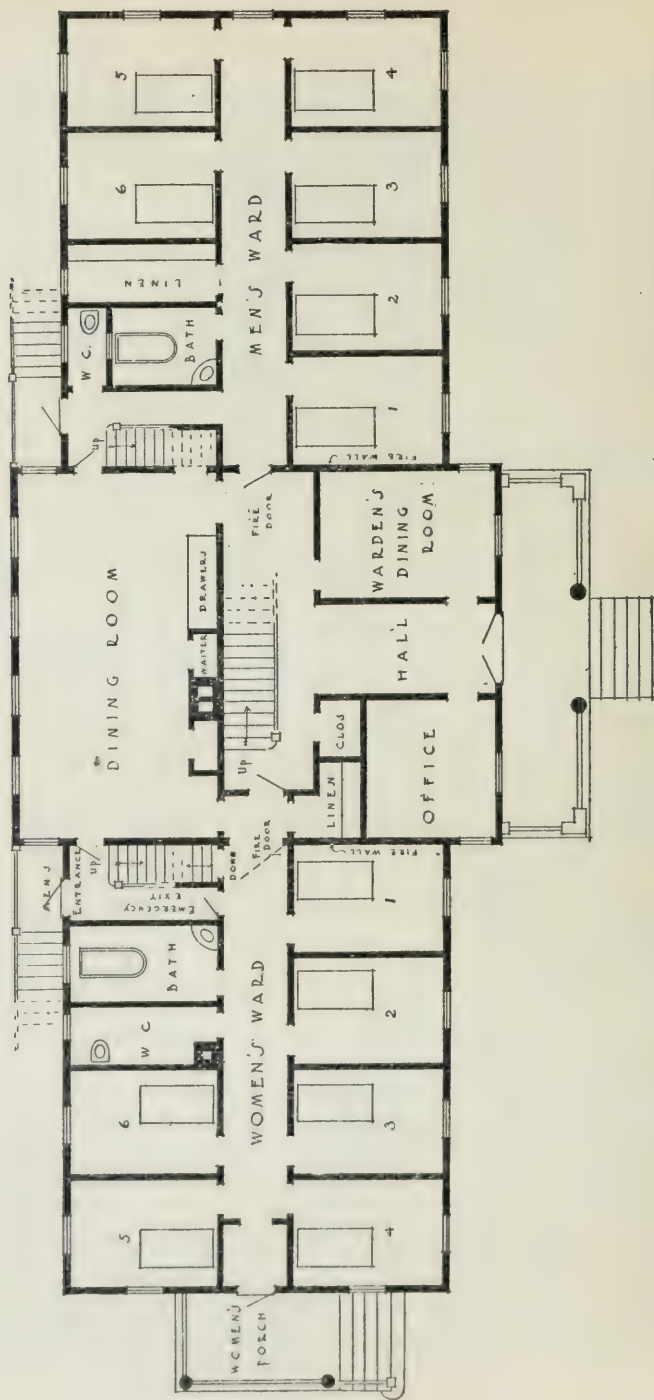 MENS
ENTRANCE
UP
EMERGENCY
EXIT
DOWN
FIRE
DOOR
BATH
W C
6
5
WOMEN'S WARD
1
2
3
4
FIRE WALL
WOMEN'S
PORCH
DINING ROOM
WAITER
DRAWERS
UP
FIRE
DOOR
LINEN
CLOS
OFFICE
HALL
WARDEN'S
DINING
ROOM
UP
W C.
BATH
LINEN
6
5
MEN'S WARD
FIRE WALL
1
2
3
4